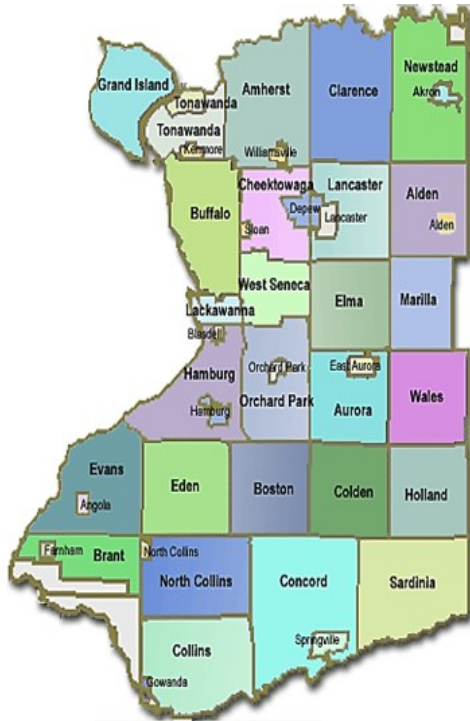 Grand Island
Tonawanda
Amherst
Clarence
Newstead
Akron
Tonawanda
Kenmore
Williamsville
Cheektowaga
Lancaster
Alden
Depew
Lancaster
Alden
Buffalo
Sloan
West Seneca
Elma
Marilla
Lackawanna
Blasdell
Hamburg
Orchard Park
East Aurora
Orchard Park
Aurora
Wales
Hamburg
Evans
Eden
Boston
Colden
Holland
Angola
Farnham
Brant
North Collins
North Collins
Concord
Sardinia
Collins
Springville
Gowanda